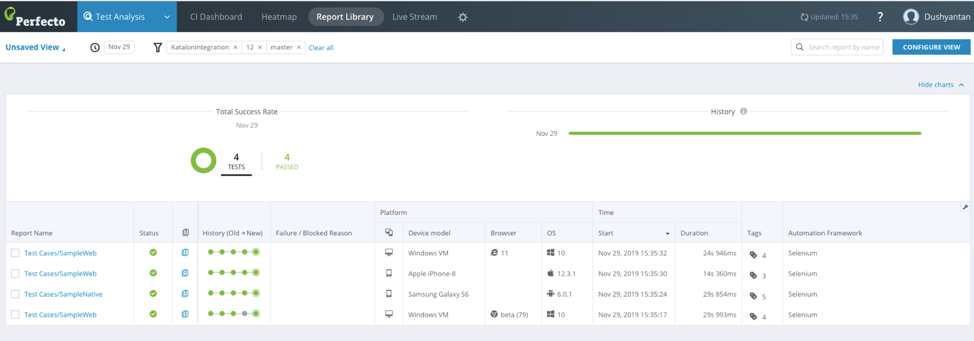 Perfecto
Test Analysis
CI Dashboard
Heatmap
Report Library
Live Stream
Updated: 15:35
?
Dushyantan
Unsaved View
Nov 29
KatalonIntegration ×
12 ×
master ×
Clear all
Search report by name
CONFIGURE VIEW
Hide charts
Total Success Rate
Nov 29
4
TESTS
4
PASSED
History
Nov 29
Platform Time
Report Name Status History (Old → New) Failure / Blocked Reason Device model Browser OS Start Duration Tags Automation Framework
Test Cases/SampleWeb Windows VM 11 10 Nov 29, 2019 15:35:32 24s 946ms 4 Selenium
Test Cases/SampleWeb Apple iPhone-8 12.3.1 Nov 29, 2019 15:35:30 14s 360ms 3 Selenium
Test Cases/SampleNative Samsung Galaxy S6 6.0.1 Nov 29, 2019 15:35:24 29s 854ms 5 Selenium
Test Cases/SampleWeb Windows VM beta (79) 10 Nov 29, 2019 15:35:17 29s 993ms 4 Selenium